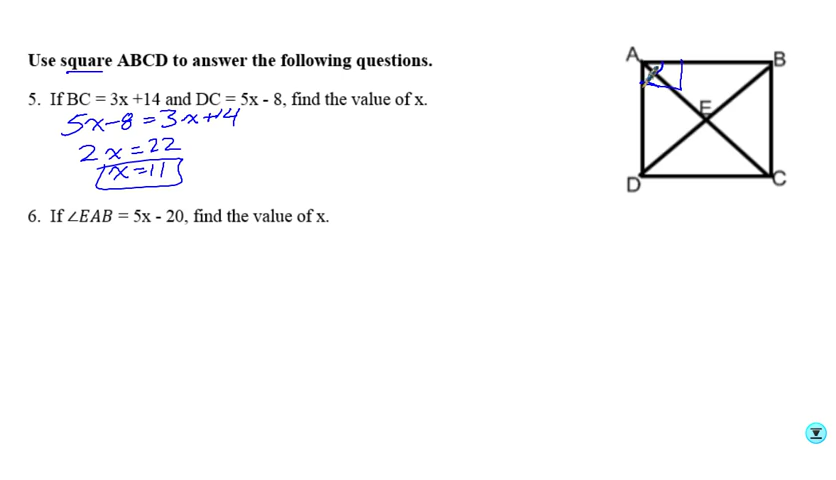 Use square ABCD to answer the following questions.
5. If BC = 3x +14 and DC = 5x - 8, find the value of x.
5x-8=3x+14
2x=22
x=11
6. If ∠EAB = 5x - 20, find the value of x.
A
B
E
D
C